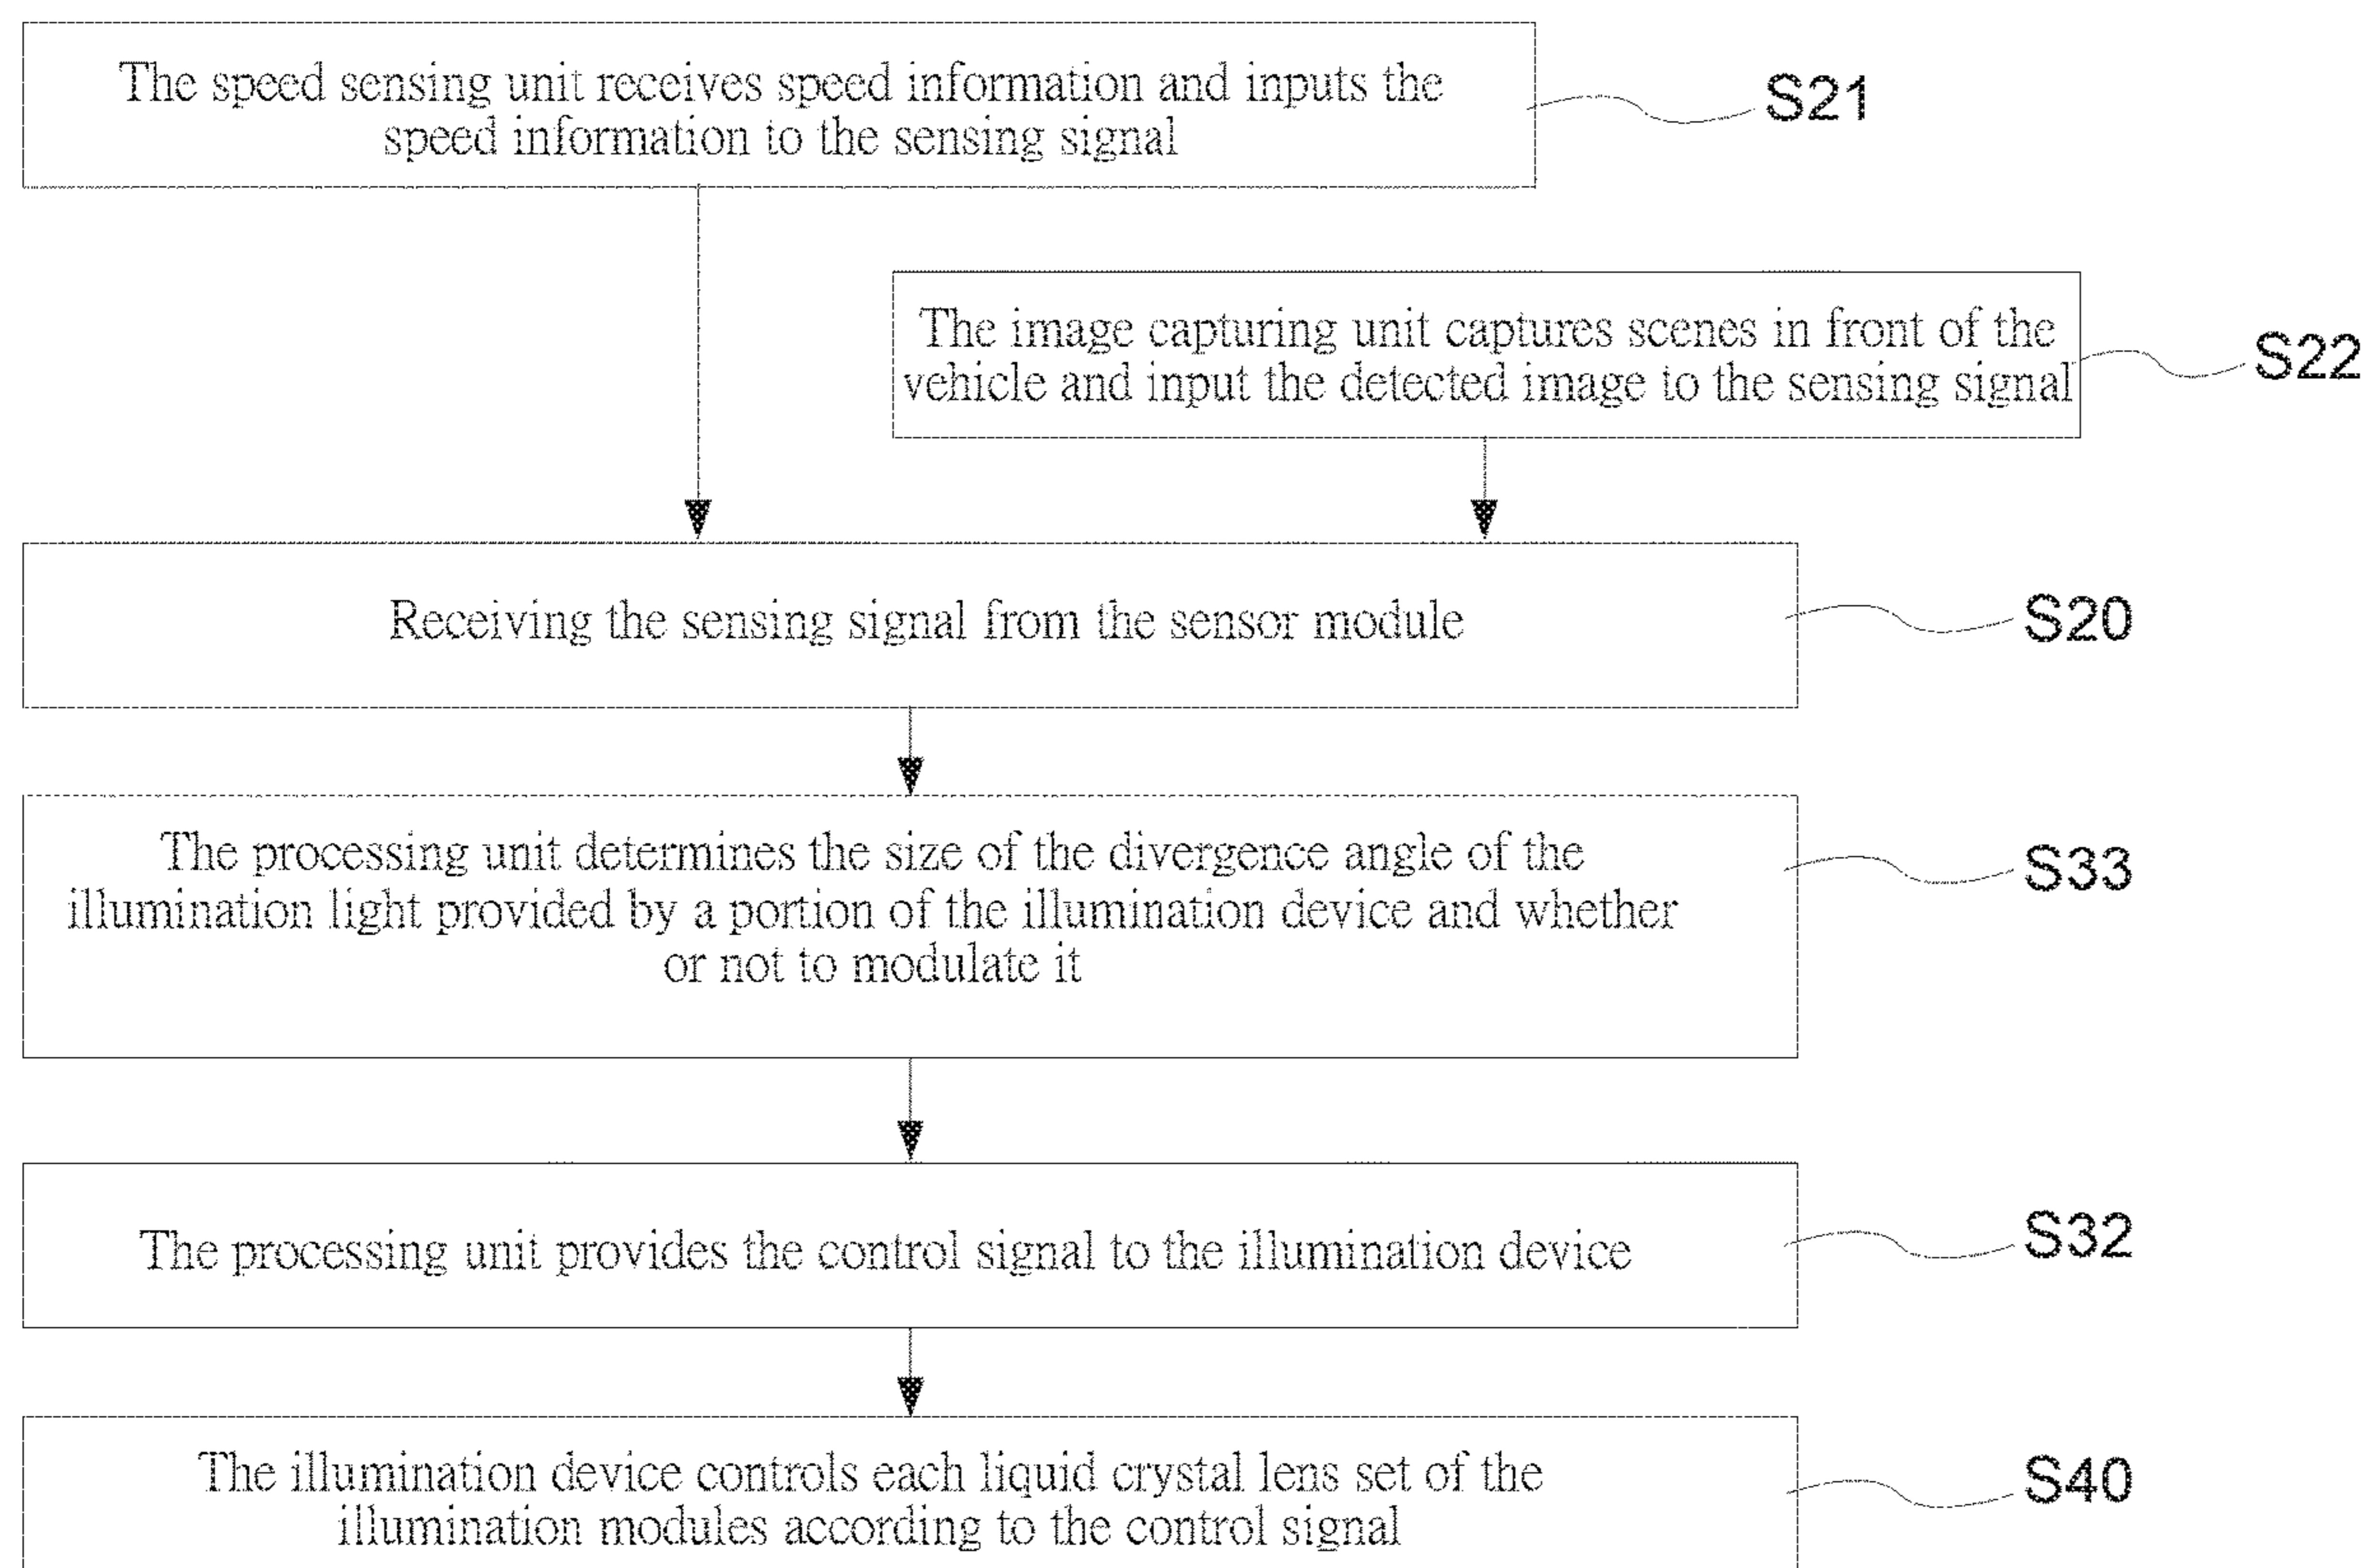 The speed sensing unit receives speed information and inputs the
speed information to the sensing signal
S21
The image capturing unit captures scenes in front of the
vehicle and input the detected image to the sensing signal
S22
Receiving the sensing signal from the sensor module
S20
The processing unit determines the size of the divergence angle of the
illumination light provided by a portion of the illumination device and whether
or not to modulate it
S33
The processing unit provides the control signal to the illumination device
S32
The illumination device controls each liquid crystal lens set of the
illumination modules according to the control signal
S40